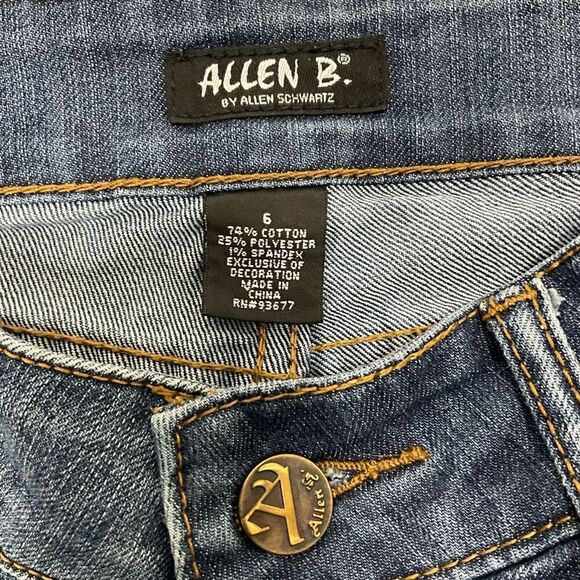 ALLEN B.®
BY ALLEN SCHWARTZ
6
74% COTTON
25% POLYESTER
1% SPANDEX
EXCLUSIVE OF
DECORATION
MADE IN
CHINA
RN#93677
A
Allen B.